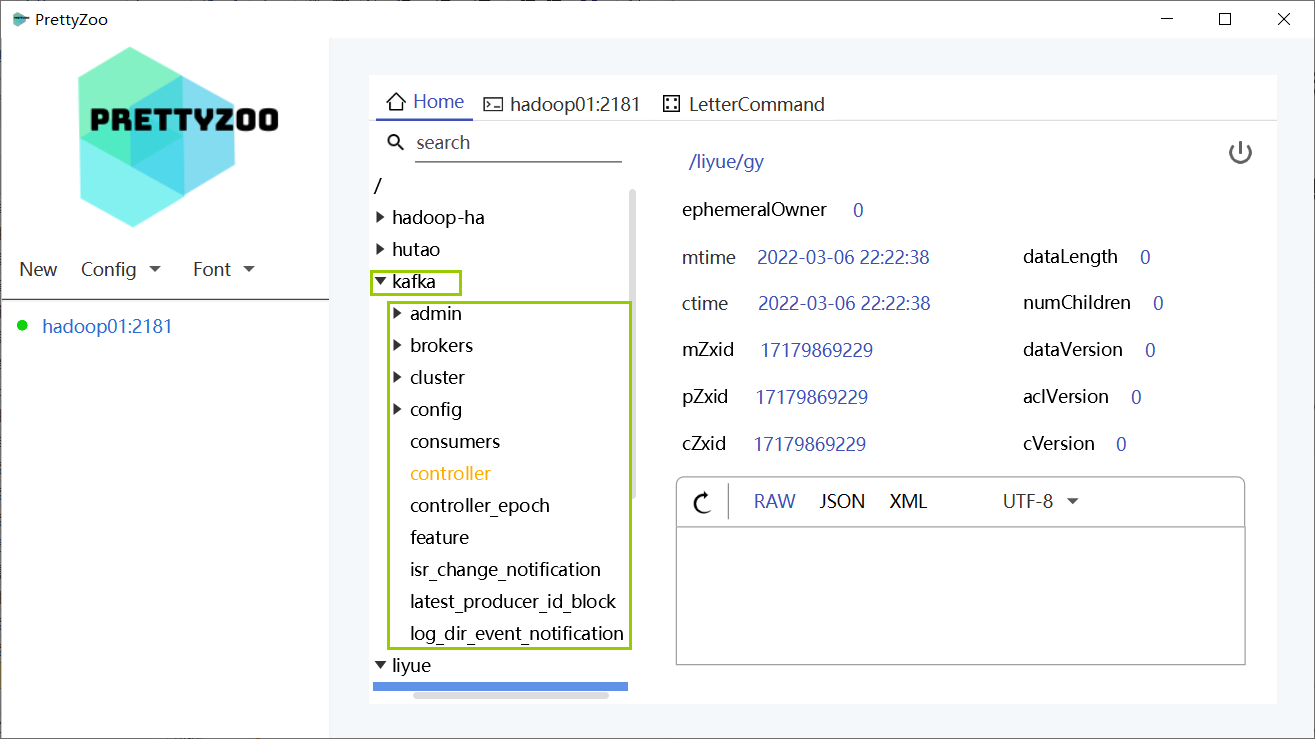 PrettyZoo
PRETTYZOO
New Config Font
hadoop01:2181
Home hadoop01:2181 LetterCommand
search
/
hadoop-ha
hutao
kafka
admin
brokers
cluster
config
consumers
controller
controller_epoch
feature
isr_change_notification
latest_producer_id_block
log_dir_event_notification
liyue
/liyue/gy
ephemeralOwner 0
mtime 2022-03-06 22:22:38 dataLength 0
ctime 2022-03-06 22:22:38 numChildren 0
mZxid 17179869229 dataVersion 0
pZxid 17179869229 aclVersion 0
cZxid 17179869229 cVersion 0
RAW JSON XML UTF-8